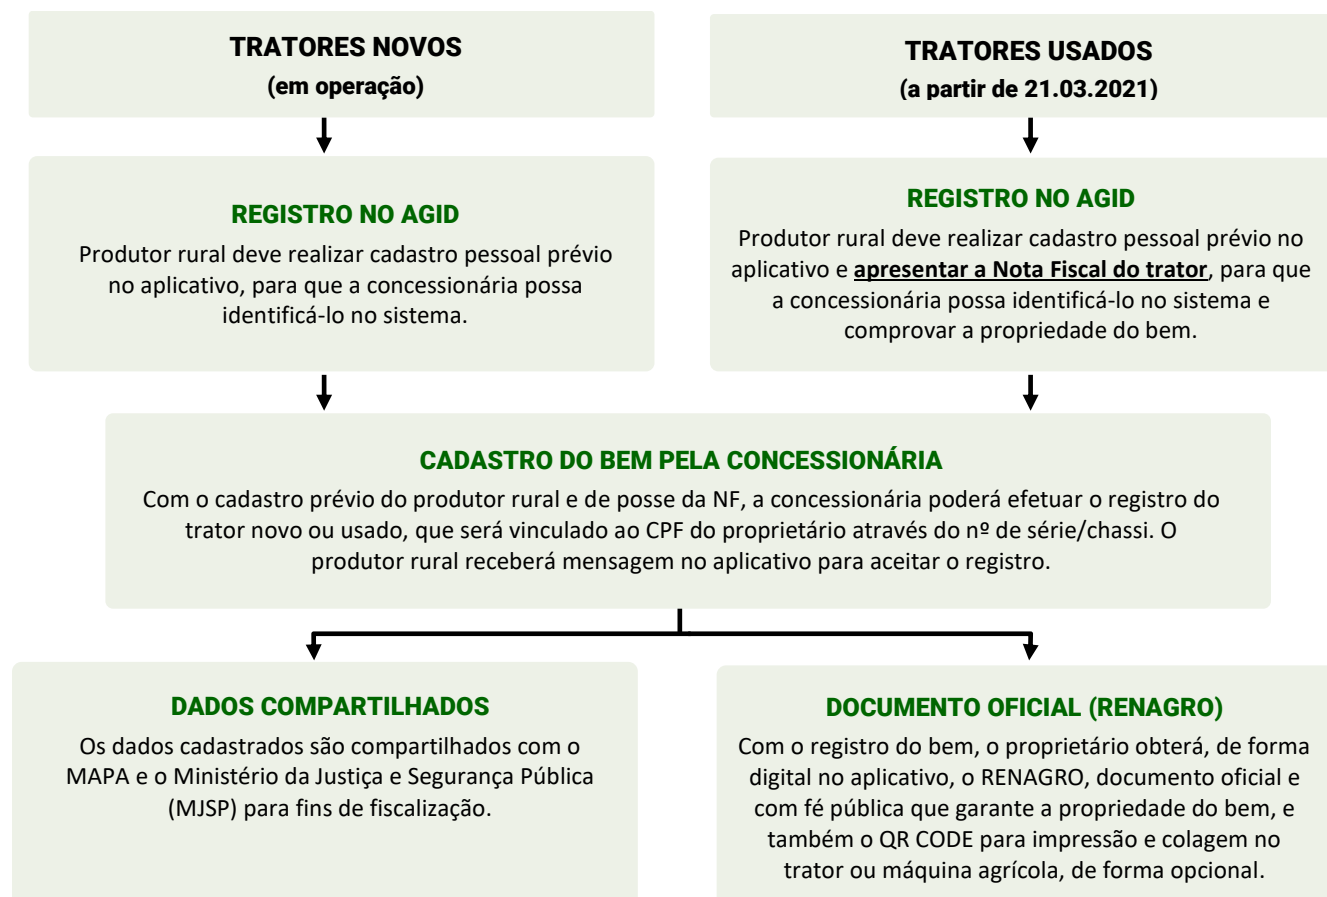 TRATORES NOVOS
(em operação)
TRATORES USADOS
(a partir de 21.03.2021)
REGISTRO NO AGID
Produtor rural deve realizar cadastro pessoal prévio
no aplicativo, para que a concessionária possa
identificá-lo no sistema.
REGISTRO NO AGID
Produtor rural deve realizar cadastro pessoal prévio no
aplicativo e apresentar a Nota Fiscal do trator, para que
a concessionária possa identificá-lo no sistema e
comprovar a propriedade do bem.
CADASTRO DO BEM PELA CONCESSIONÁRIA
Com o cadastro prévio do produtor rural e de posse da NF, a concessionária poderá efetuar o registro do
trator novo ou usado, que será vinculado ao CPF do proprietário através do nº de série/chassi. O
produtor rural receberá mensagem no aplicativo para aceitar o registro.
DADOS COMPARTILHADOS
Os dados cadastrados são compartilhados com o
MAPA e o Ministério da Justiça e Segurança Pública
(MJSP) para fins de fiscalização.
DOCUMENTO OFICIAL (RENAGRO)
Com o registro do bem, o proprietário obterá, de forma
digital no aplicativo, o RENAGRO, documento oficial e
com fé pública que garante a propriedade do bem, e
também o QR CODE para impressão e colagem no
trator ou máquina agrícola, de forma opcional.